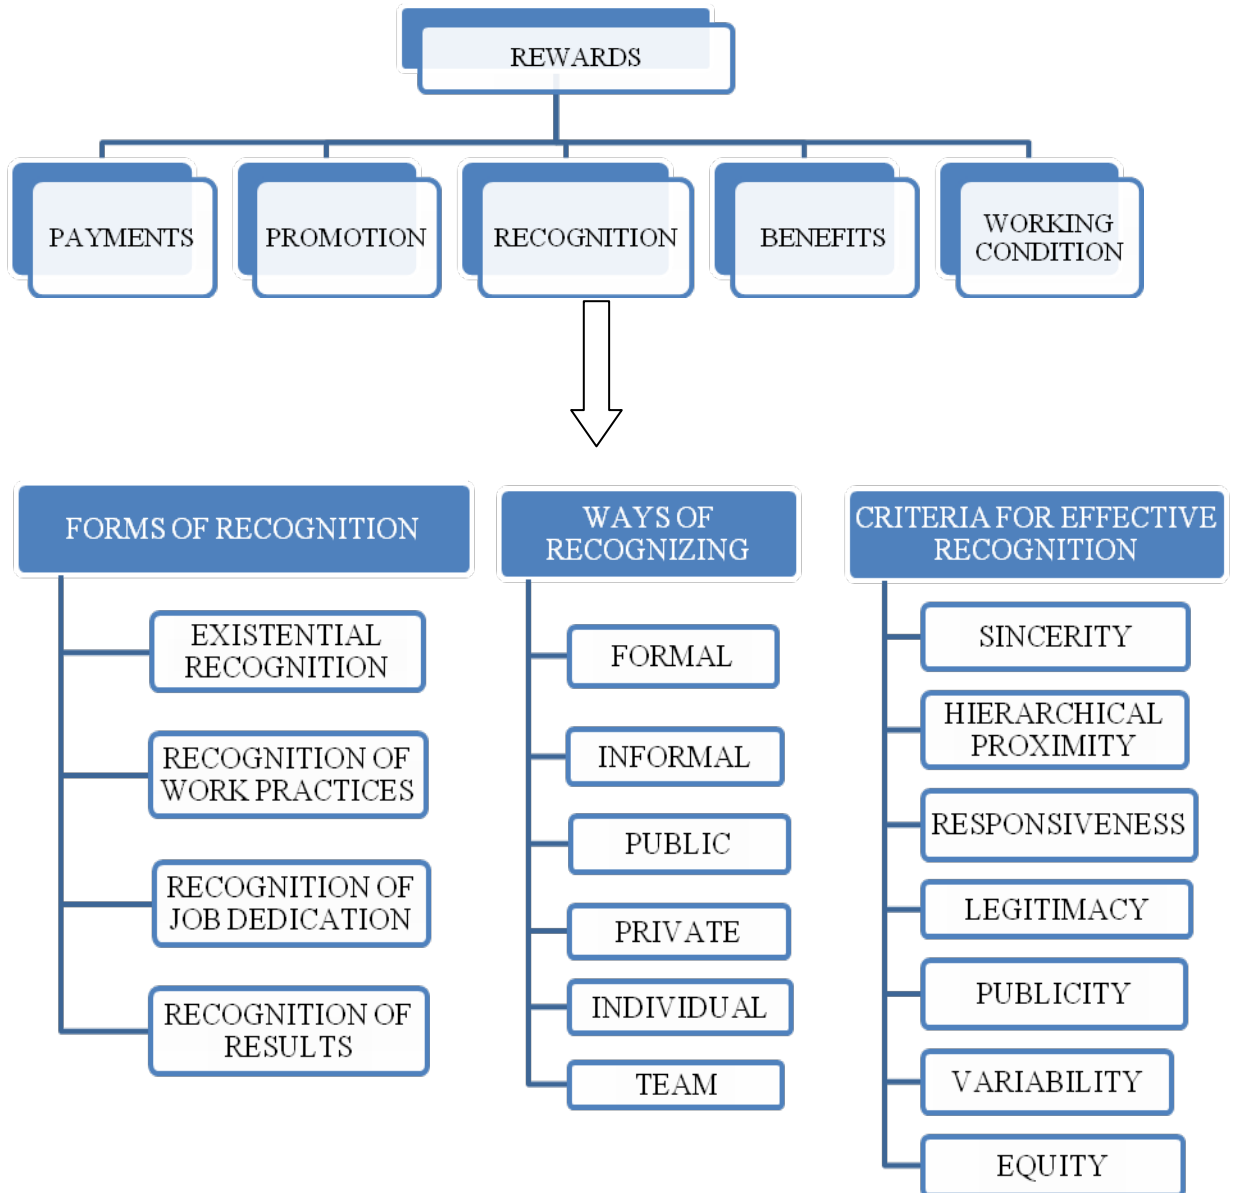 REWARDS
PAYMENTS
PROMOTION
RECOGNITION
BENEFITS
WORKING
CONDITION
FORMS OF RECOGNITION
EXISTENTIAL
RECOGNITION
RECOGNITION OF
WORK PRACTICES
RECOGNITION OF
JOB DEDICATION
RECOGNITION OF
RESULTS
WAYS OF
RECOGNIZING
FORMAL
INFORMAL
PUBLIC
PRIVATE
INDIVIDUAL
TEAM
CRITERIA FOR EFFECTIVE
RECOGNITION
SINCERITY
HIERARCHICAL
PROXIMITY
RESPONSIVENESS
LEGITIMACY
PUBLICITY
VARIABILITY
EQUITY